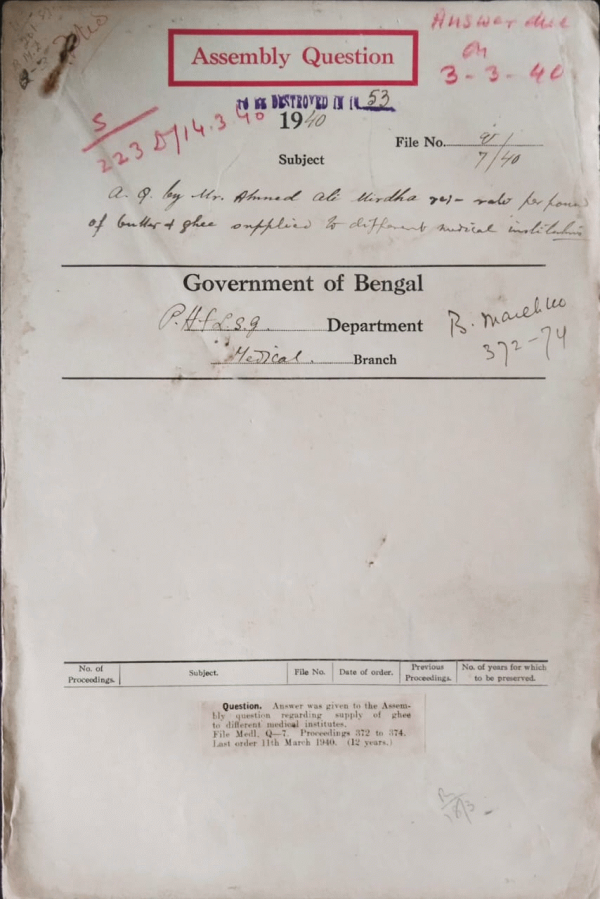 Answer due
on
3-3-40
Assembly Question
TO BE DESTROYED IN 1953
1940
S
223 D/14.3.40
File No. Q/
7/40
Subject
A. Q. by Mr. Ahmed Ali Mirdha re:- rate per pound
of butter & ghee supplied to different medical institution
Government of Bengal
P.H & L.S.G. Department
Medical. Branch
B. March/40
372-74
No. of Proceedings. Subject. File No. Date of order. Previous Proceedings. No. of years for which to be preserved.
Question. Answer was given to the Assem-
bly question regarding supply of ghee
to different medical institutes.
File Medl. Q—7. Proceedings 372 to 374.
Last order 11th March 1940. (12 years.)
18/3